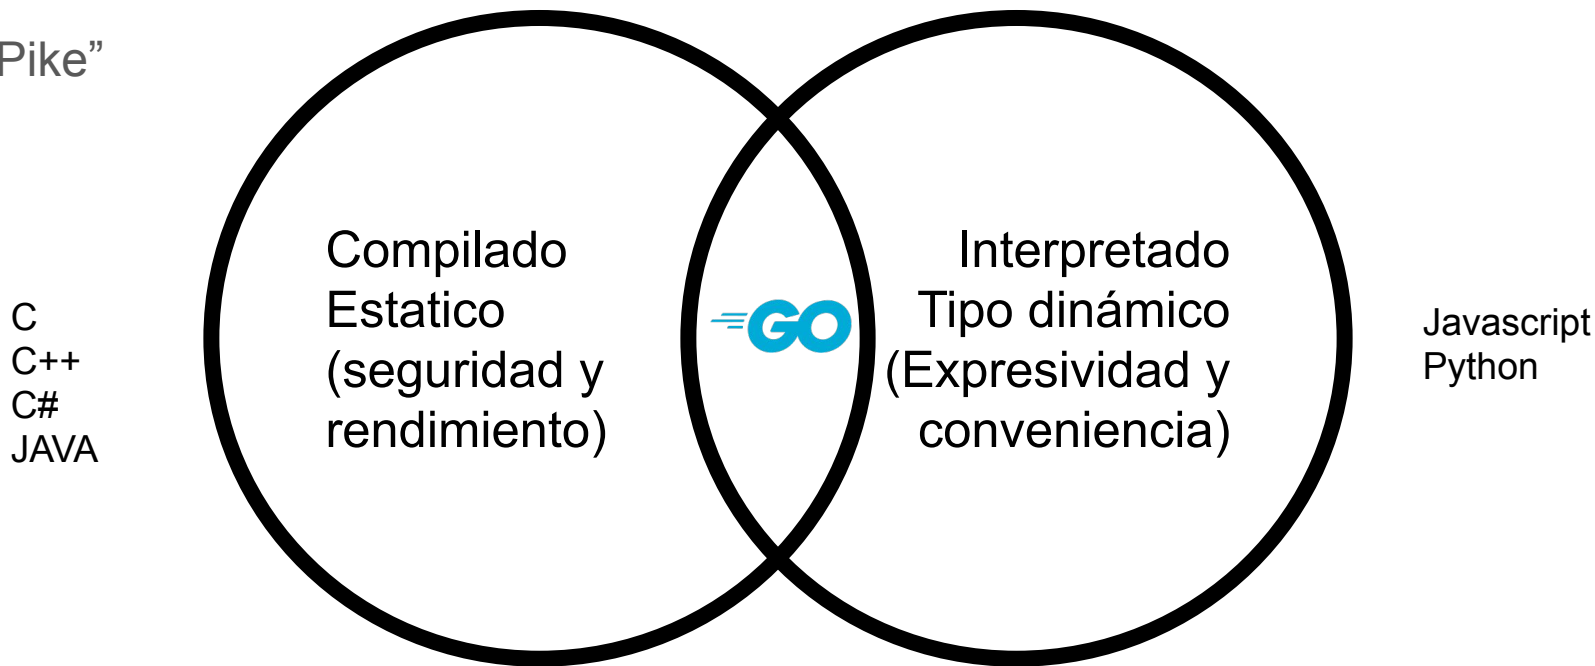 Pike”
Compilado
Estatico
(seguridad y
rendimiento)
GO
Interpretado
Tipo dinámico
(Expresividad y
conveniencia)
C
C++
C#
JAVA
Javascript
Python